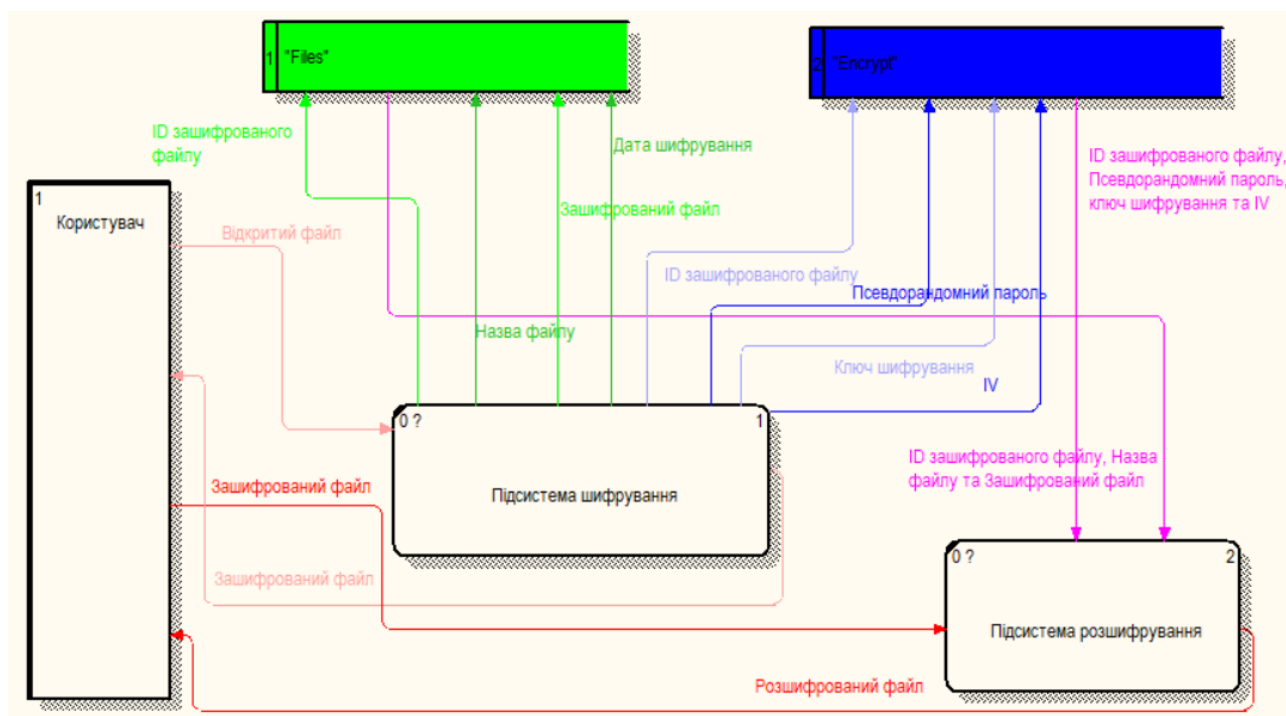 1 "Files"
2 "Encrypt"
ID зашифрованого
файлу
Дата шифрування
ID зашифрованого файлу,
Псевдорандомний пароль,
ключ шифрування та IV
1
Користувач
Зашифрований файл
Відкритий файл
ID зашифрованого файлу
Псевдорандомний пароль
Назва файлу
Ключ шифрування
IV
0 ?
1
Підсистема шифрування
ID зашифрованого файлу, Назва
файлу та Зашифрований файл
Зашифрований файл
Зашифрований файл
0 ?
2
Підсистема розшифрування
Розшифрований файл